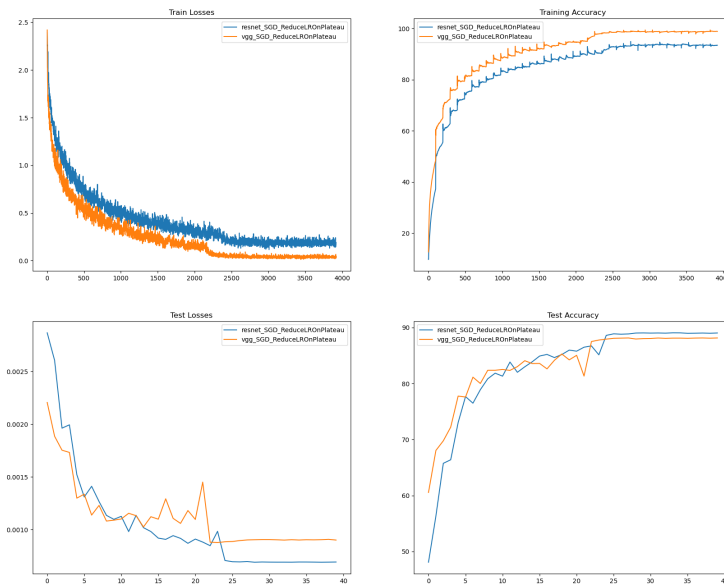 Train Losses
resnet_SGD_ReduceLROnPlateau
vgg_SGD_ReduceLROnPlateau
2.5
2.0
1.5
1.0
0.5
0.0
0 500 1000 1500 2000 2500 3000 3500 4000
Training Accuracy
resnet_SGD_ReduceLROnPlateau
vgg_SGD_ReduceLROnPlateau
100
80
60
40
20
0 500 1000 1500 2000 2500 3000 3500 400
Test Losses
resnet_SGD_ReduceLROnPlateau
vgg_SGD_ReduceLROnPlateau
0.0025
0.0020
0.0015
0.0010
0 5 10 15 20 25 30 35 40
Test Accuracy
resnet_SGD_ReduceLROnPlateau
vgg_SGD_ReduceLROnPlateau
90
80
70
60
50
0 5 10 15 20 25 30 35 4